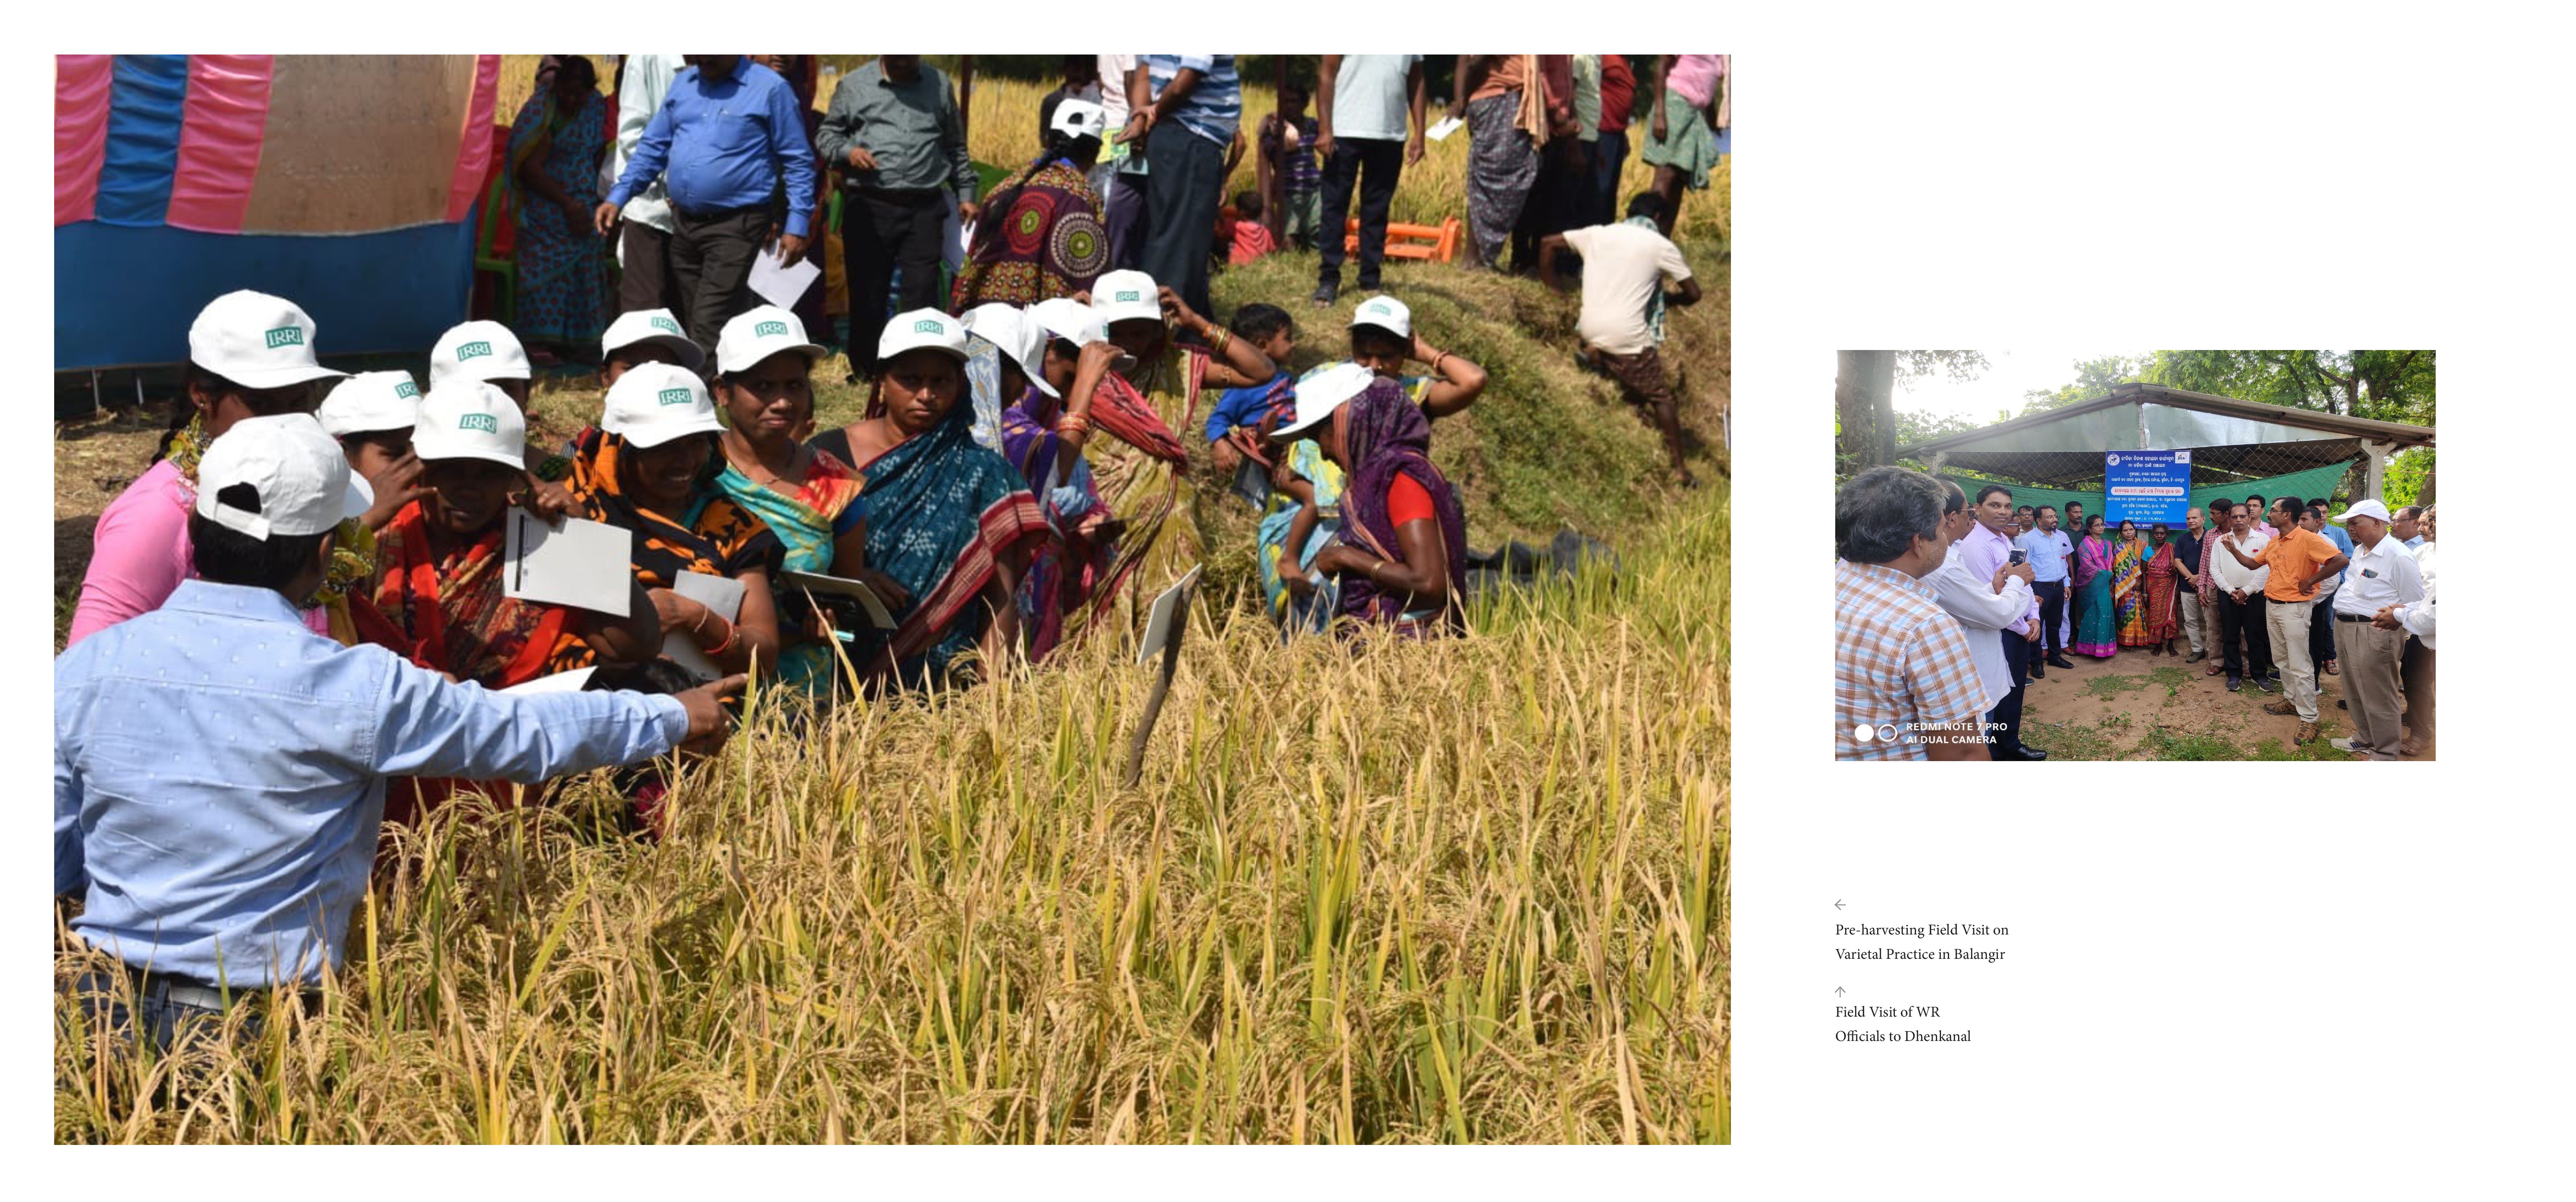 IRRI
IRRI
IRRI
IRRI
IRRI
IRRI
IRRI
IRRI
REDMI NOTE 7 PRO
AI DUAL CAMERA
←
Pre-harvesting Field Visit on
Varietal Practice in Balangir
↑
Field Visit of WR
Officials to Dhenkanal